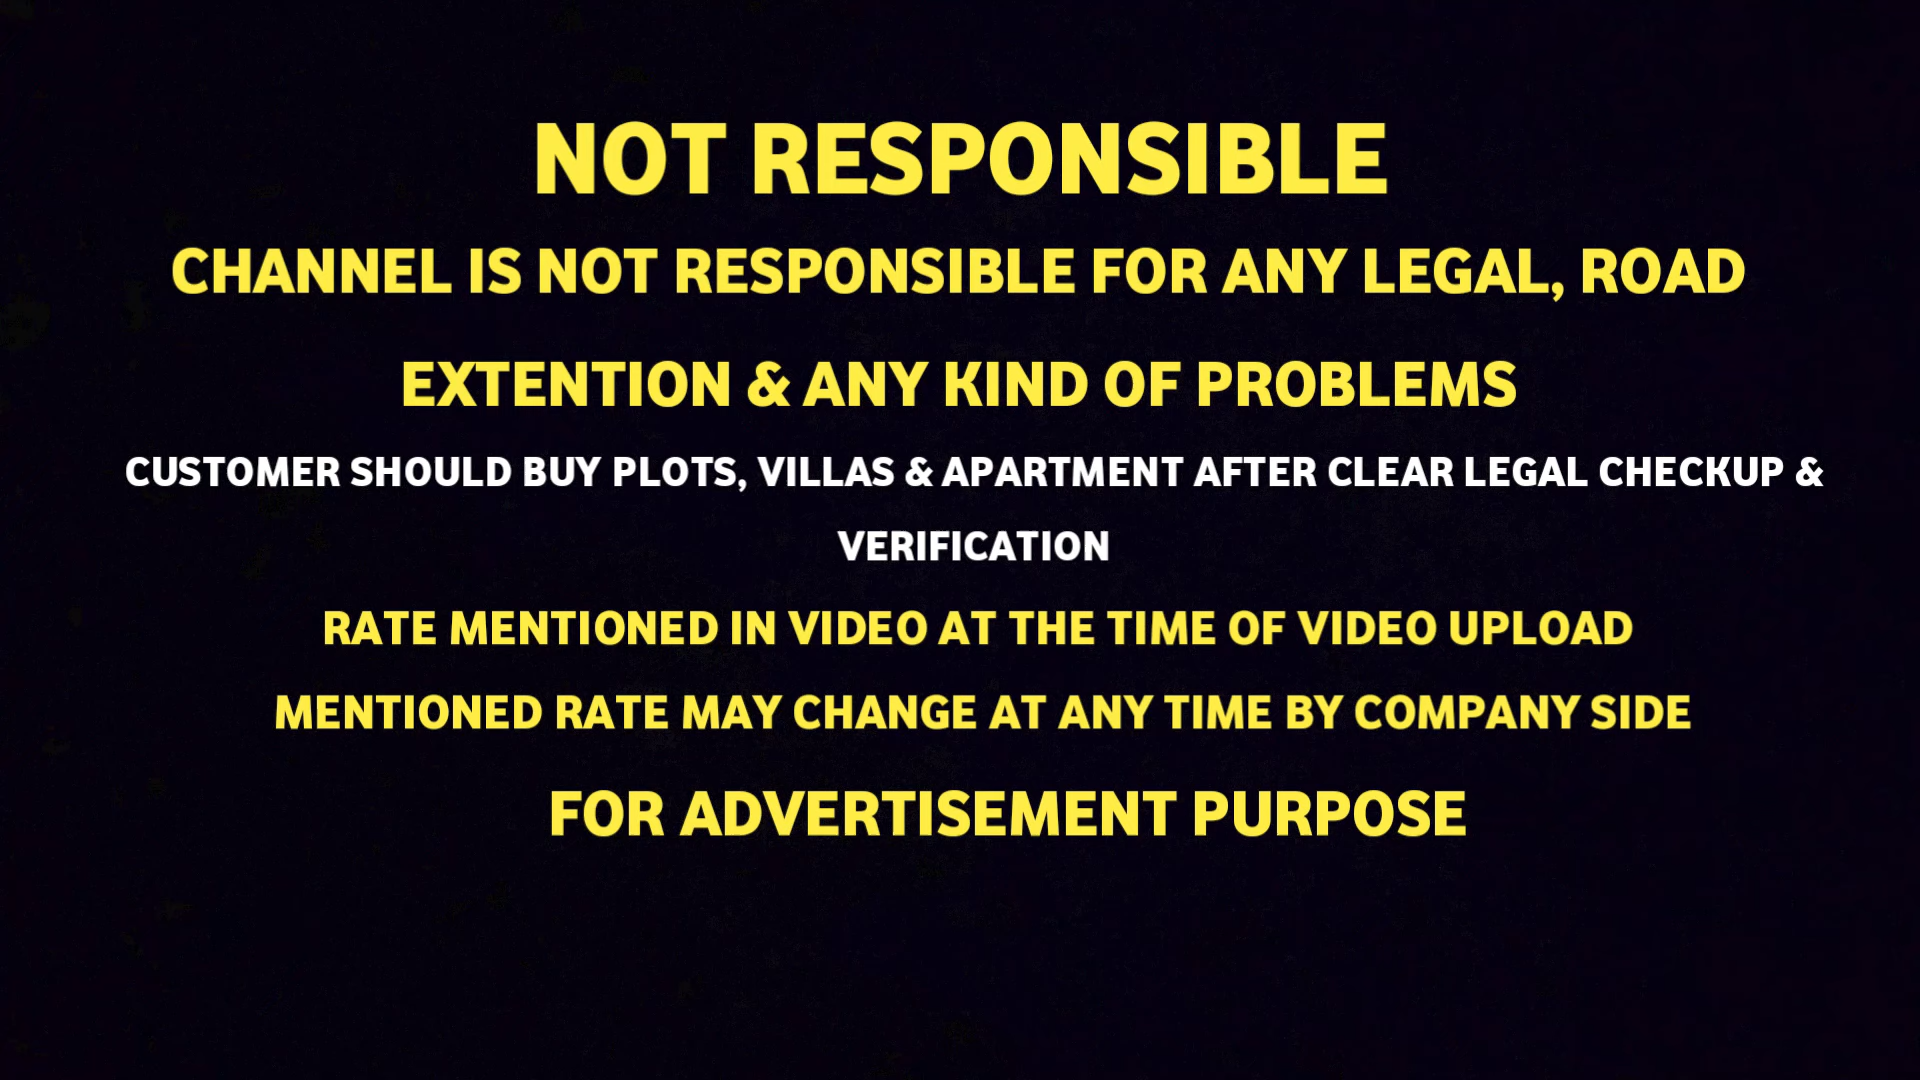 NOT RESPONSIBLE
CHANNEL IS NOT RESPONSIBLE FOR ANY LEGAL, ROAD
EXTENTION & ANY KIND OF PROBLEMS
CUSTOMER SHOULD BUY PLOTS, VILLAS & APARTMENT AFTER CLEAR LEGAL CHECKUP &
VERIFICATION
RATE MENTIONED IN VIDEO AT THE TIME OF VIDEO UPLOAD
MENTIONED RATE MAY CHANGE AT ANY TIME BY COMPANY SIDE
FOR ADVERTISEMENT PURPOSE